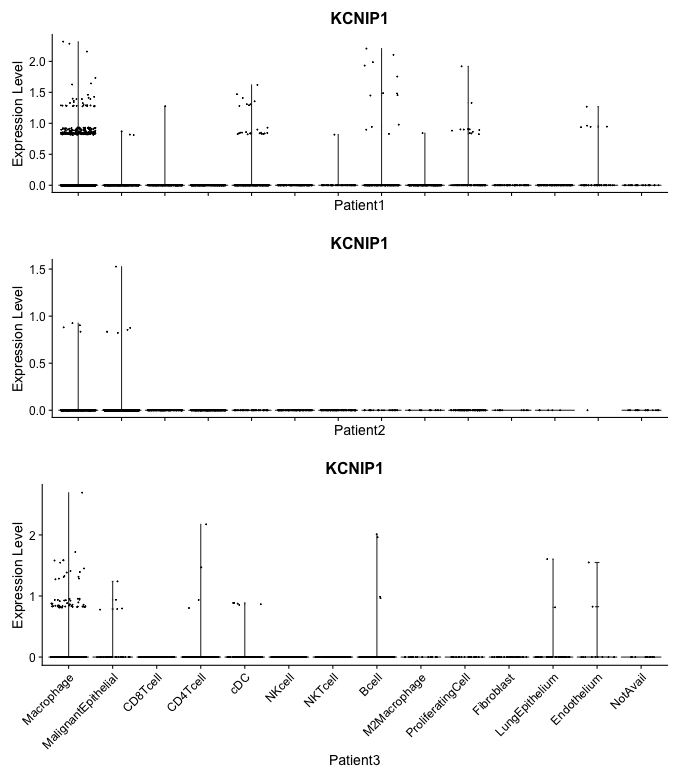 KCNIP1
Expression Level
2.0
1.5
1.0
0.5
0.0
Patient1
KCNIP1
Expression Level
1.5
1.0
0.5
0.0
Patient2
KCNIP1
Expression Level
2
1
0
Macrophage
MalignantEpithelial
CD8Tcell
CD4Tcell
cDC
NKcell
NKTcell
Bcell
M2Macrophage
ProliferatingCell
Fibroblast
LungEpithelium
Endothelium
NotAvail
Patient3